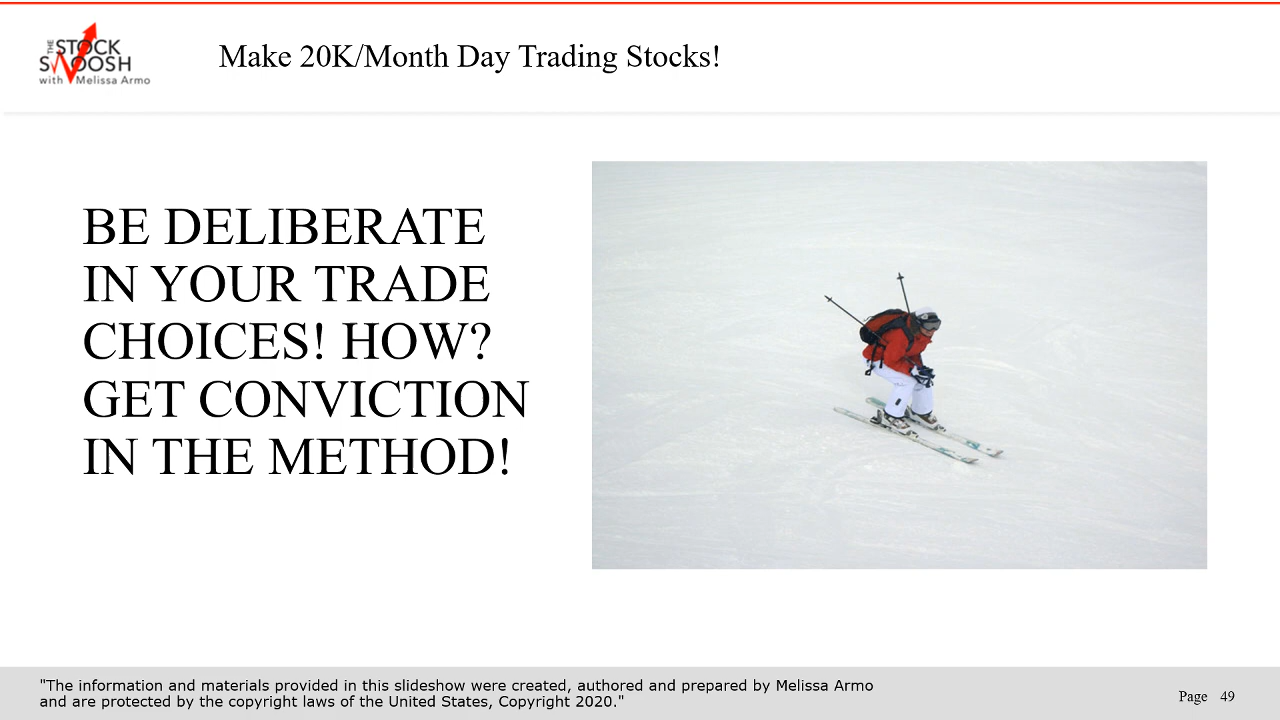 THE
STOCK
SWOOSH
with Melissa Armo
Make 20K/Month Day Trading Stocks!
BE DELIBERATE
IN YOUR TRADE
CHOICES! HOW?
GET CONVICTION
IN THE METHOD!
"The information and materials provided in this slideshow were created, authored and prepared by Melissa Armo
and are protected by the copyright laws of the United States, Copyright 2020."
Page 49